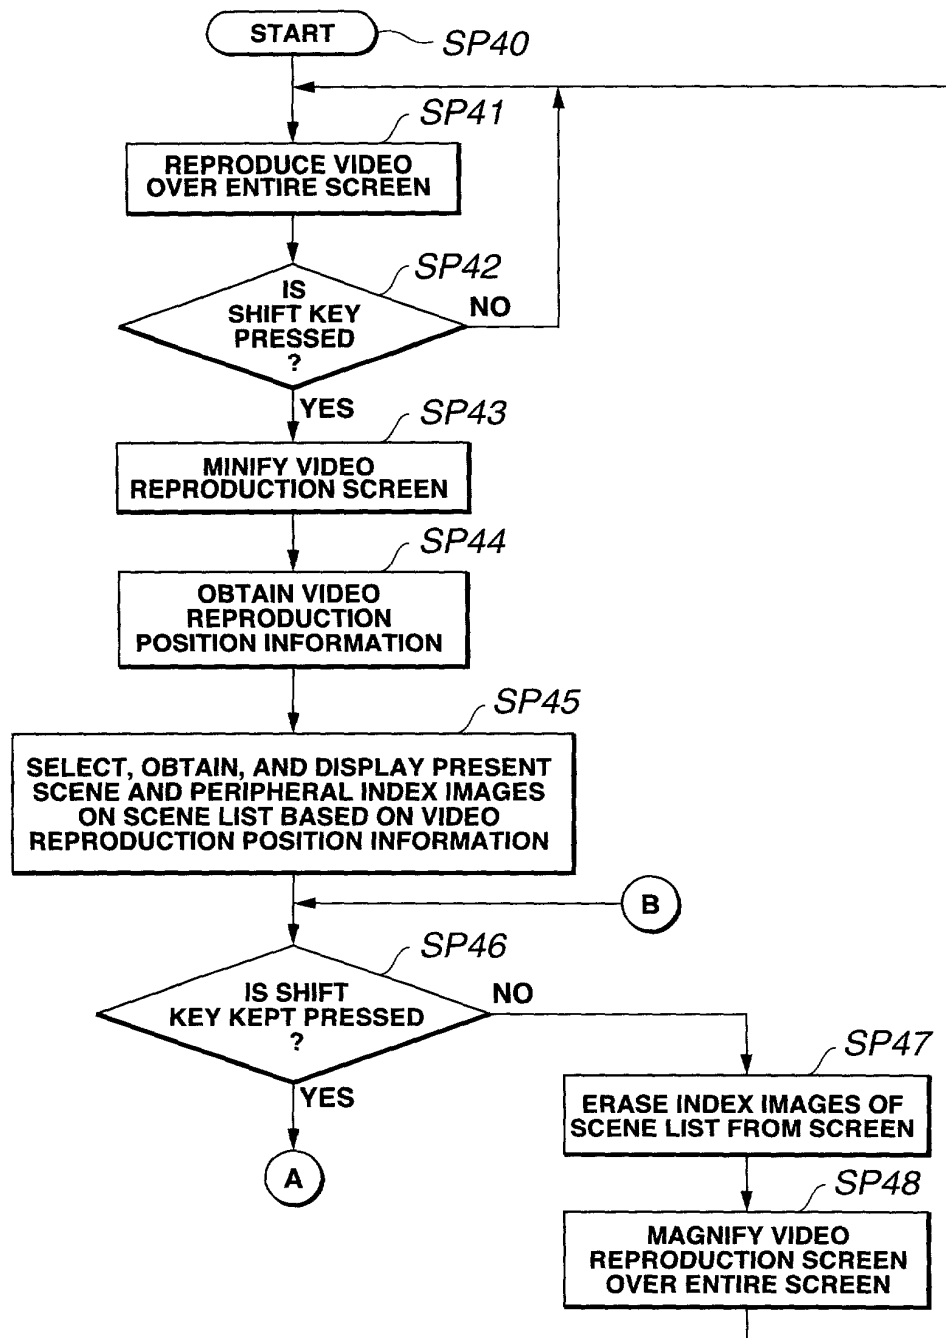 START
SP40
SP41
REPRODUCE VIDEO
OVER ENTIRE SCREEN
SP42
IS
SHIFT KEY
PRESSED
?
NO
YES
SP43
MINIFY VIDEO
REPRODUCTION SCREEN
SP44
OBTAIN VIDEO
REPRODUCTION
POSITION INFORMATION
SP45
SELECT, OBTAIN, AND DISPLAY PRESENT
SCENE AND PERIPHERAL INDEX IMAGES
ON SCENE LIST BASED ON VIDEO
REPRODUCTION POSITION INFORMATION
B
SP46
IS SHIFT
KEY KEPT PRESSED
?
NO
YES
A
SP47
ERASE INDEX IMAGES OF
SCENE LIST FROM SCREEN
SP48
MAGNIFY VIDEO
REPRODUCTION SCREEN
OVER ENTIRE SCREEN